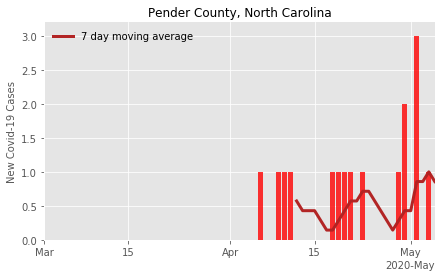 Pender County, North Carolina
7 day moving average
New Covid-19 Cases
3.0
2.5
2.0
1.5
1.0
0.5
0.0
Mar 15 Apr 15 May
2020-May